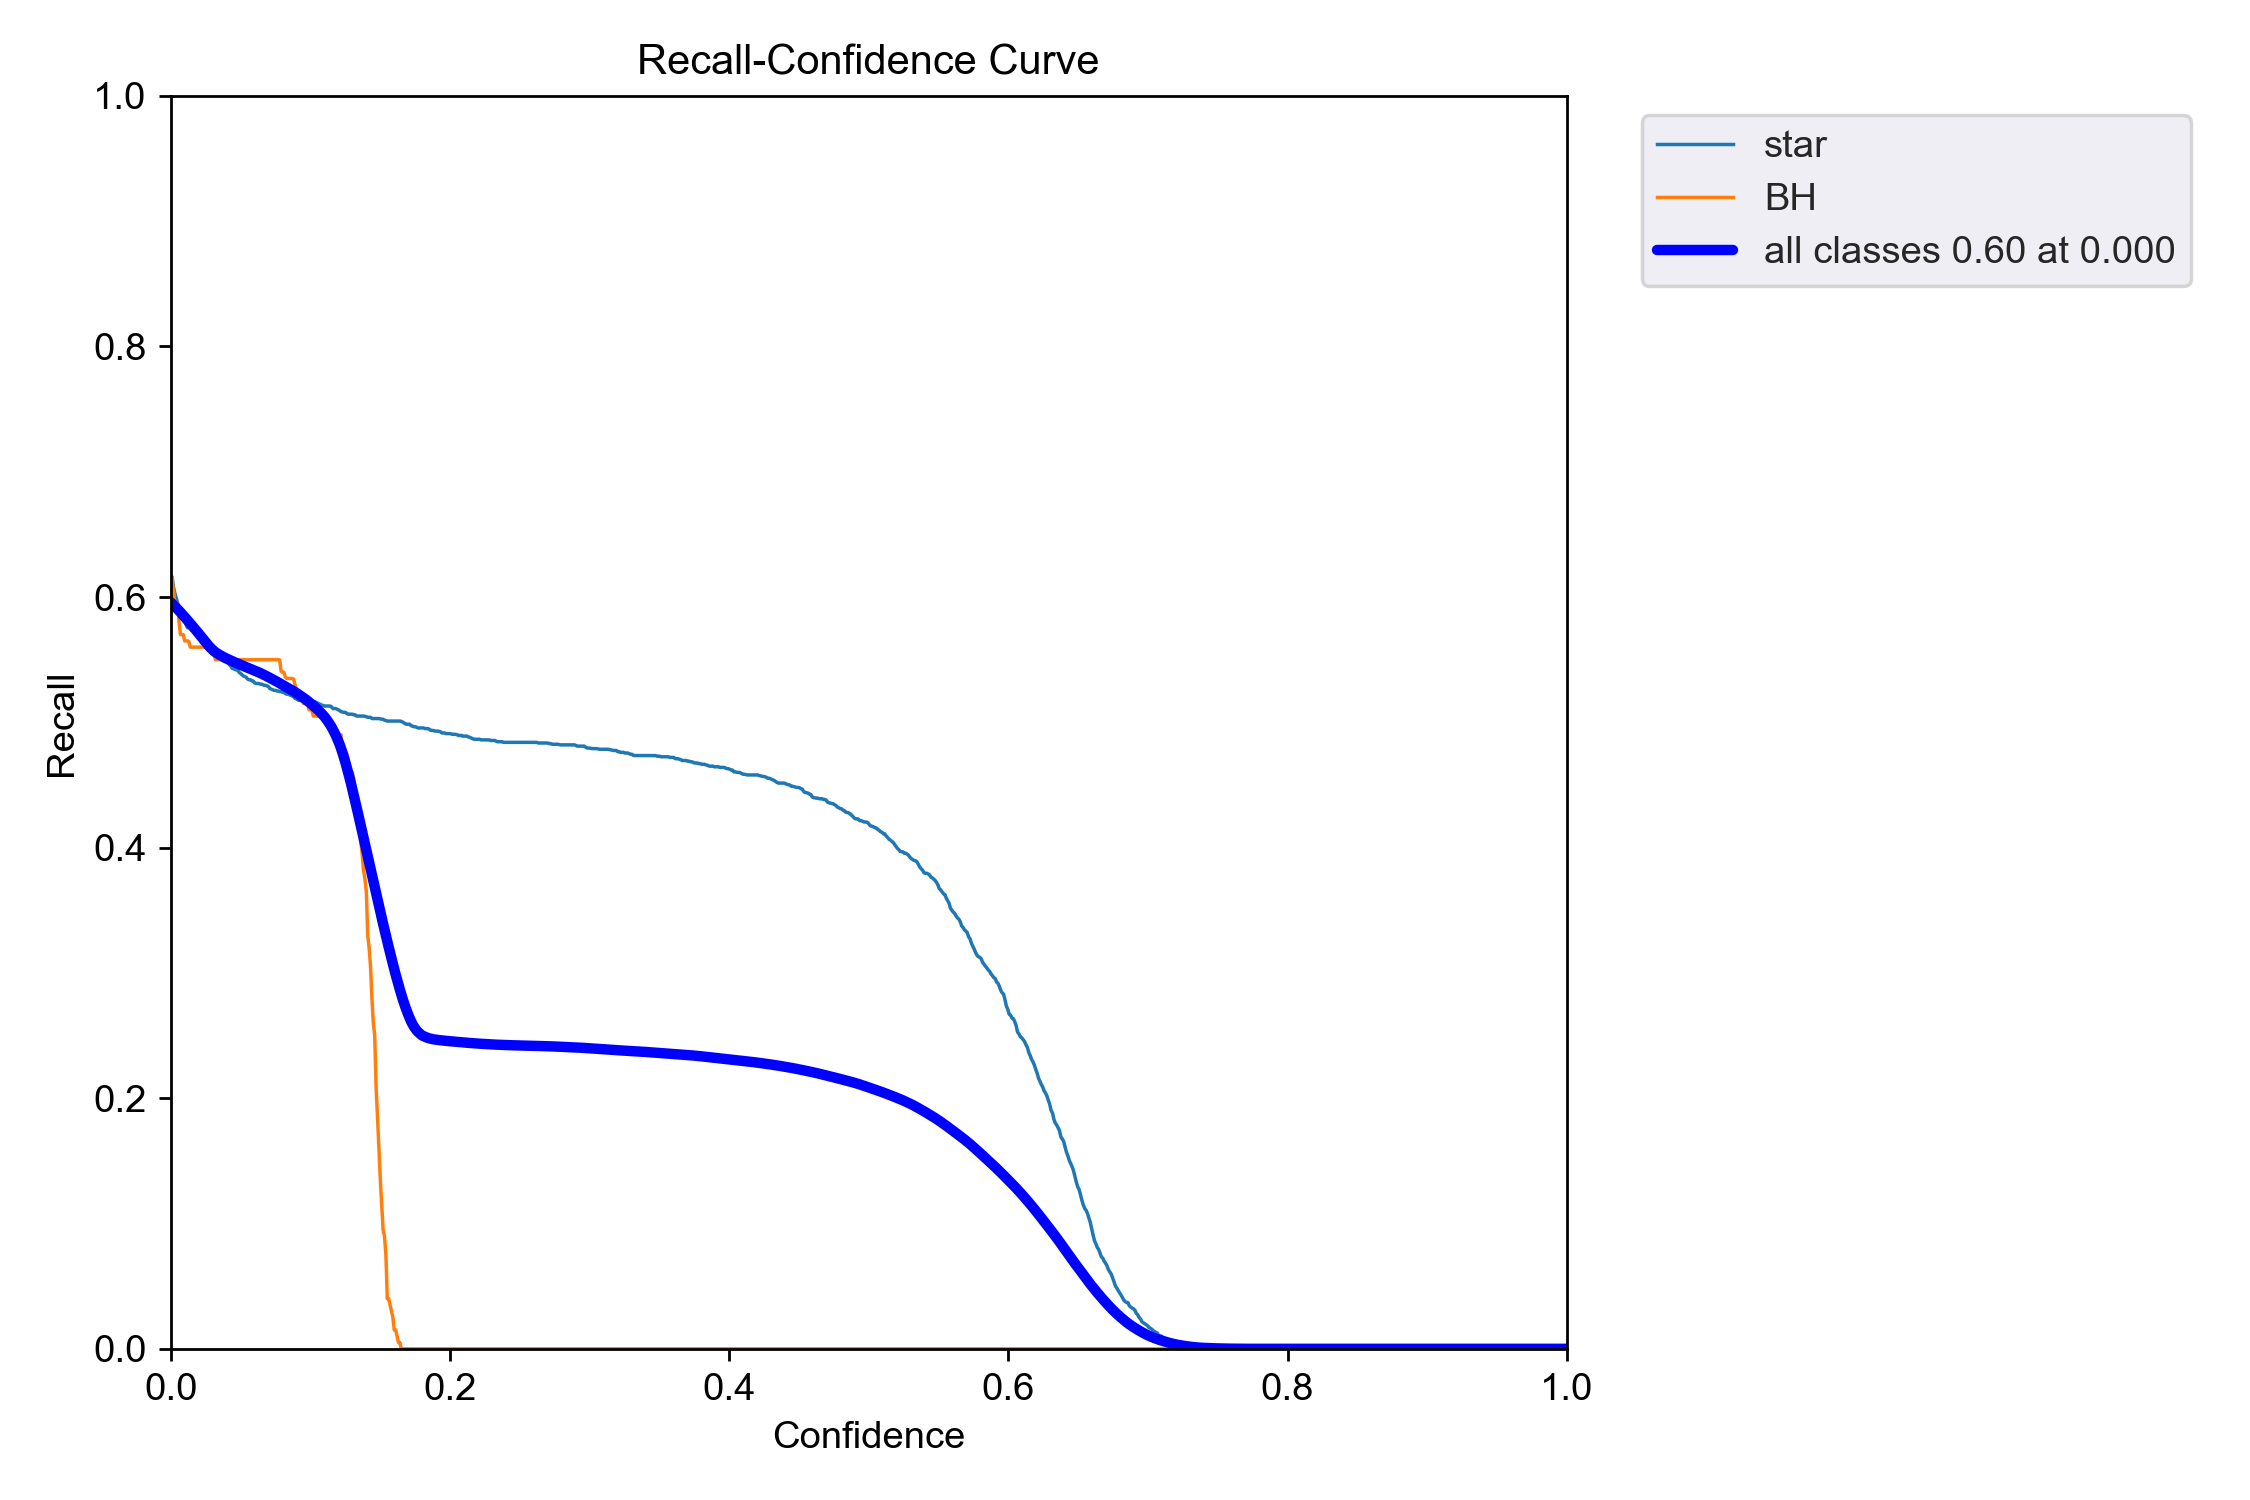 Recall-Confidence Curve
1.0
0.8
0.6
0.4
0.2
0.0
Recall
0.0 0.2 0.4 0.6 0.8 1.0
Confidence
star
BH
all classes 0.60 at 0.000